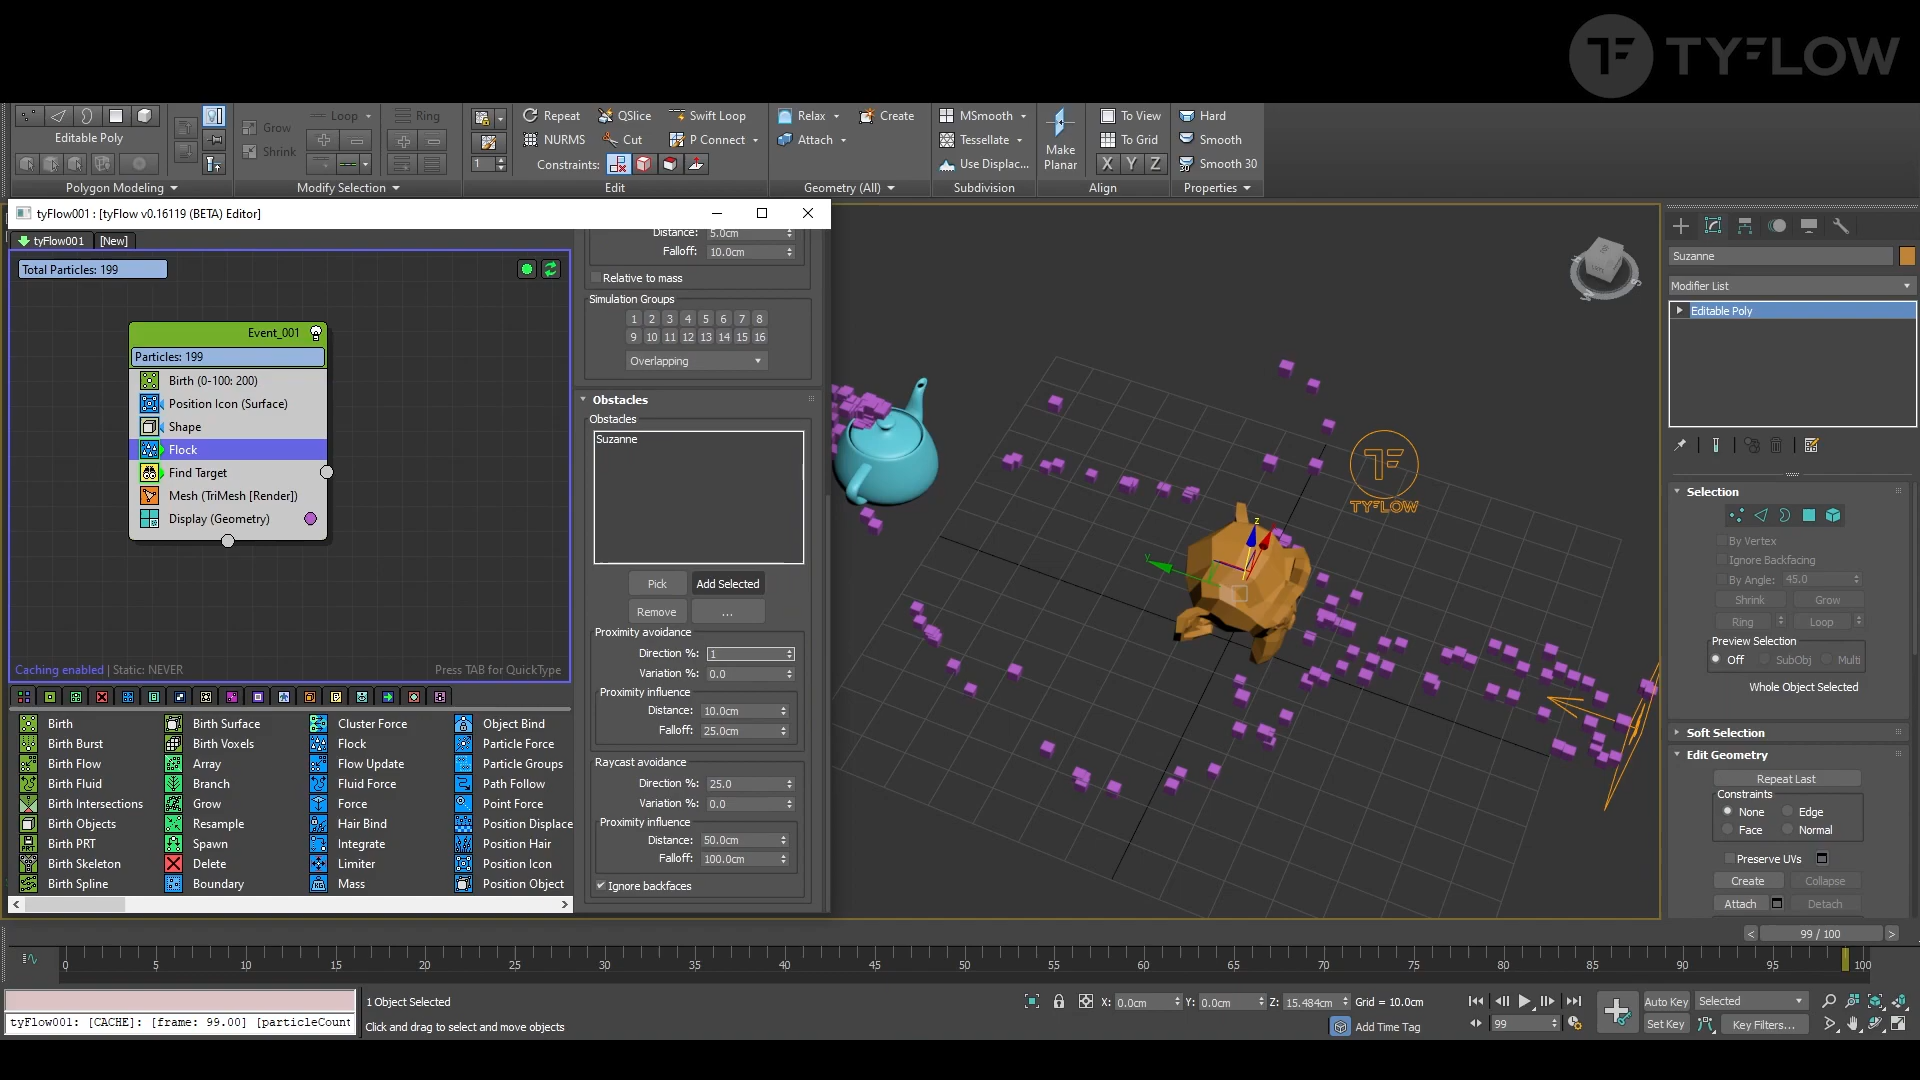 TYFLOW
Editable Poly
Polygon Modeling
Grow
Shrink
Loop
Ring
Modify Selection
1
Repeat
QSlice
Swift Loop
NURMS
Cut
P Connect
Constraints:
Edit
Relax
Create
Attach
Geometry (All)
MSmooth
Tessellate
Use Displac...
Subdivision
Make
Planar
To View
To Grid
X Y Z
Align
Hard
Smooth
Smooth 30
Properties
tyFlow001 : [tyFlow v0.16119 (BETA) Editor]
tyFlow001
[New]
Total Particles: 199
Event_001
Particles: 199
Birth (0-100: 200)
Position Icon (Surface)
Shape
Flock
Find Target
Mesh (TriMesh [Render])
Display (Geometry)
Caching enabled | Static: NEVER
Press TAB for QuickType
Birth
Birth Surface
Cluster Force
Object Bind
Birth Burst
Birth Voxels
Flock
Particle Force
Birth Flow
Array
Flow Update
Particle Groups
Birth Fluid
Branch
Fluid Force
Path Follow
Birth Intersections
Grow
Force
Point Force
Birth Objects
Resample
Hair Bind
Position Displace
Birth PRT
Spawn
Integrate
Position Hair
Birth Skeleton
Delete
Limiter
Position Icon
Birth Spline
Boundary
Mass
Position Object
Distance: 5.0cm
Falloff: 10.0cm
Relative to mass
Simulation Groups
1 2 3 4 5 6 7 8
9 10 11 12 13 14 15 16
Overlapping
Obstacles
Obstacles
Suzanne
Pick
Add Selected
Remove
...
Proximity avoidance
Direction %: 1
Variation %: 0.0
Proximity influence
Distance: 10.0cm
Falloff: 25.0cm
Raycast avoidance
Direction %: 25.0
Variation %: 0.0
Proximity influence
Distance: 50.0cm
Falloff: 100.0cm
Ignore backfaces
TYFLOW
z
y
Suzanne
Modifier List
Editable Poly
Selection
By Vertex
Ignore Backfacing
By Angle: 45.0
Shrink
Grow
Ring
Loop
Preview Selection
Off
SubObj
Multi
Whole Object Selected
Soft Selection
Edit Geometry
Repeat Last
Constraints
None
Edge
Face
Normal
Preserve UVs
Create
Collapse
Attach
Detach
< 99 / 100 >
0 5 10 15 20 25 30 35 40 45 50 55 60 65 70 75 80 85 90 95 100
1 Object Selected
X: 0.0cm
Y: 0.0cm
Z: 15.484cm
Grid = 10.0cm
Auto Key
Selected
tyFlow001: [CACHE]: [frame: 99.00] [particleCount
Click and drag to select and move objects
Add Time Tag
99
Set Key
Key Filters...